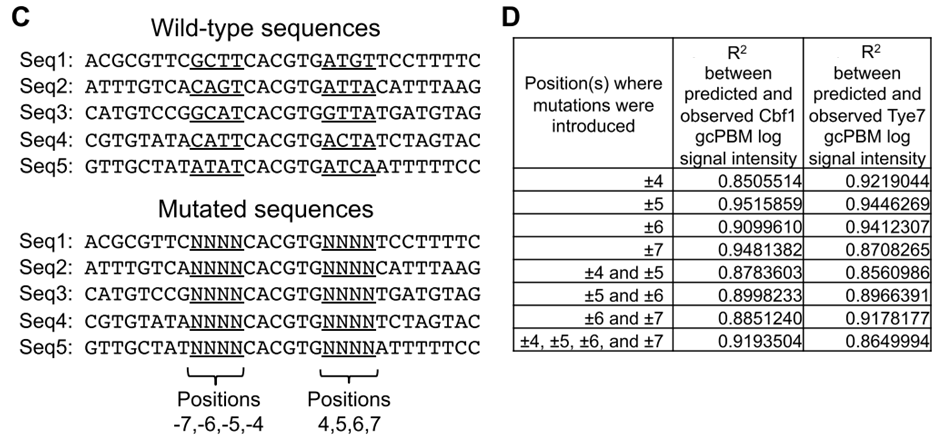 C
Wild-type sequences
Seq1: ACGCGTTCGCTTCACGTGATGTTCCTTTTC
Seq2: ATTTGTCACAGTCACGTGATTACATTTAAG
Seq3: CATGTCCGGCATCACGTGGTTATGATGTAG
Seq4: CGTGTATACATTCACGTGACTATCTAGTAC
Seq5: GTTGCTATATATCACGTGATCAATTTTTCC
Mutated sequences
Seq1: ACGCGTTCNNNNCACGTGNNNNTCCTTTTC
Seq2: ATTTGTCANNNNCACGTGNNNNCATTTAAG
Seq3: CATGTCCGNNNNCACGTGNNNNTGATGTAG
Seq4: CGTGTATANNNNCACGTGNNNNTCTAGTAC
Seq5: GTTGCTATNNNNCACGTGNNNNATTTTTCC
Positions
-7,-6,-5,-4
Positions
4,5,6,7
D
Position(s) where
mutations were
introduced
R²
between
predicted and
observed Cbf1
gcPBM log
signal intensity
R²
between
predicted and
observed Tye7
gcPBM log
signal intensity
±4 0.8505514 0.9219044
±5 0.9515859 0.9446269
±6 0.9099610 0.9412307
±7 0.9481382 0.8708265
±4 and ±5 0.8783603 0.8560986
±5 and ±6 0.8998233 0.8966391
±6 and ±7 0.8851240 0.9178177
±4, ±5, ±6, and ±7 0.9193504 0.8649994